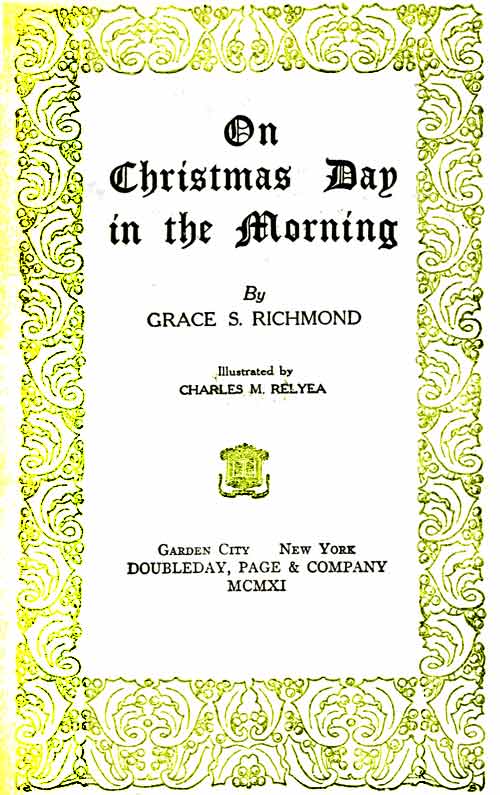 On
Christmas Day
in the Morning
By
GRACE S. RICHMOND
Illustrated by
CHARLES M. RELYEA
GARDEN CITY NEW YORK
DOUBLEDAY, PAGE & COMPANY
MCMXI